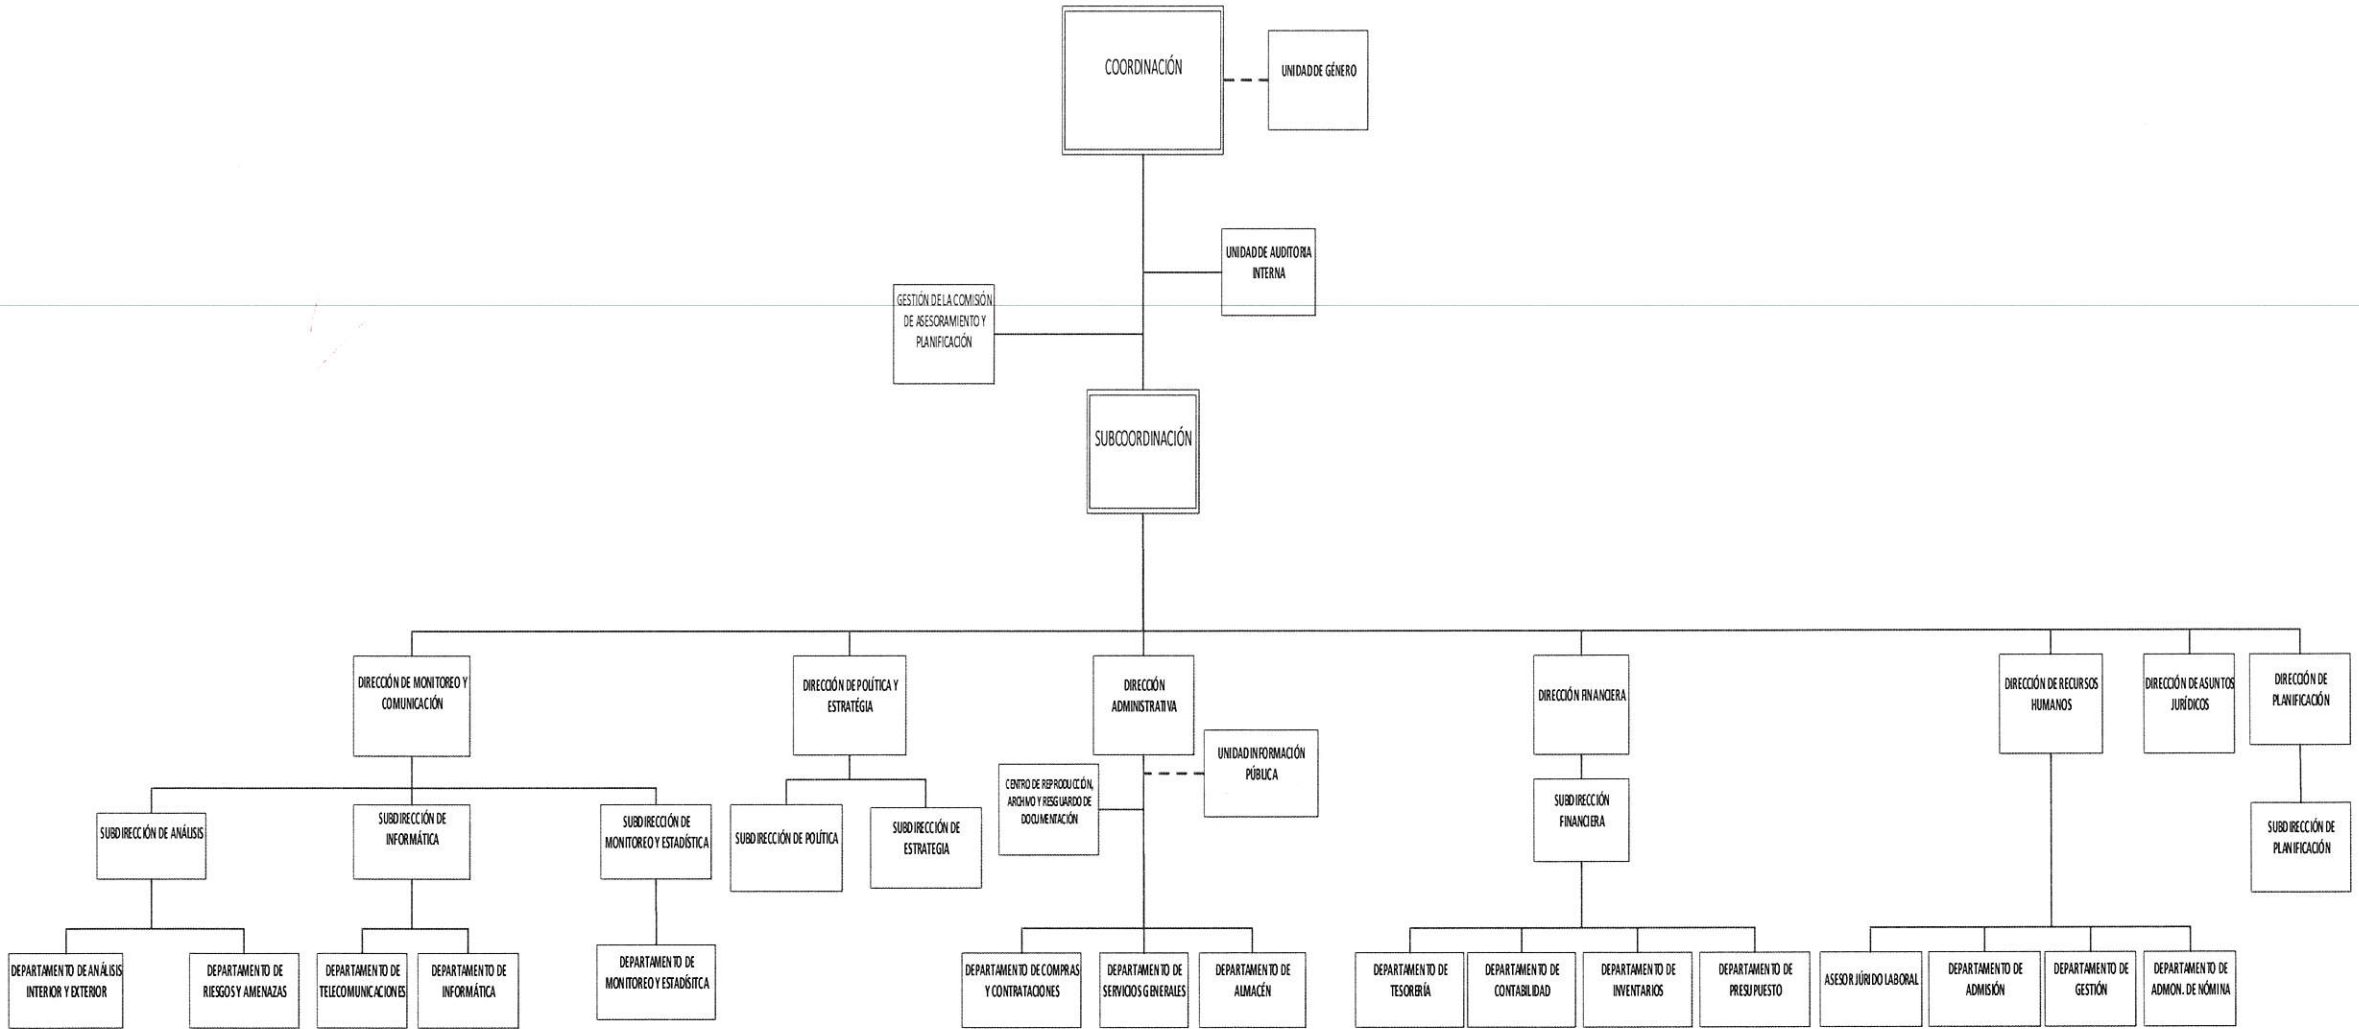 COORDINACIÓN
UNIDAD DE GÉNERO
UNIDAD DE AUDITORIA
INTERNA
GESTIÓN DE LA COMISIÓN
DE ASESORAMIENTO Y
PLANIFICACIÓN
SUBCOORDINACIÓN
DIRECCIÓN DE MONITOREO Y
COMUNICACIÓN
DIRECCIÓN DE POLÍTICA Y
ESTRATÉGIA
DIRECCIÓN
ADMINISTRATIVA
DIRECCIÓN FINANCIERA
DIRECCIÓN DE RECURSOS
HUMANOS
DIRECCIÓN DE ASUNTOS
JURÍDICOS
DIRECCIÓN DE
PLANIFICACIÓN
UNIDAD INFORMACIÓN
PÚBLICA
CENTRO DE REPRODUCCIÓN,
ARCHIVO Y RESGUARDO DE
DOCUMENTACIÓN
SUBDIRECCIÓN DE ANÁLISIS
SUBDIRECCIÓN DE
INFORMÁTICA
SUBDIRECCIÓN DE
MONITOREO Y ESTADÍSTICA
SUBDIRECCIÓN DE POLÍTICA
SUBDIRECCIÓN DE
ESTRATEGIA
SUBDIRECCIÓN
FINANCIERA
SUBDIRECCIÓN DE
PLANIFICACIÓN
DEPARTAMENTO DE ANÁLISIS
INTERIOR Y EXTERIOR
DEPARTAMENTO DE
RIESGOS Y AMENAZAS
DEPARTAMENTO DE
TELECOMUNICACIONES
DEPARTAMENTO DE
INFORMÁTICA
DEPARTAMENTO DE
MONITOREO Y ESTADÍSITCA
DEPARTAMENTO DE COMPRAS
Y CONTRATACIONES
DEPARTAMENTO DE
SERVICIOS GENERALES
DEPARTAMENTO DE
ALMACÉN
DEPARTAMENTO DE
TESORERÍA
DEPARTAMENTO DE
CONTABILIDAD
DEPARTAMENTO DE
INVENTARIOS
DEPARTAMENTO DE
PRESUPUESTO
ASESOR JÚRIDO LABORAL
DEPARTAMENTO DE
ADMISIÓN
DEPARTAMENTO DE
GESTIÓN
DEPARTAMENTO DE
ADMON. DE NÓMINA